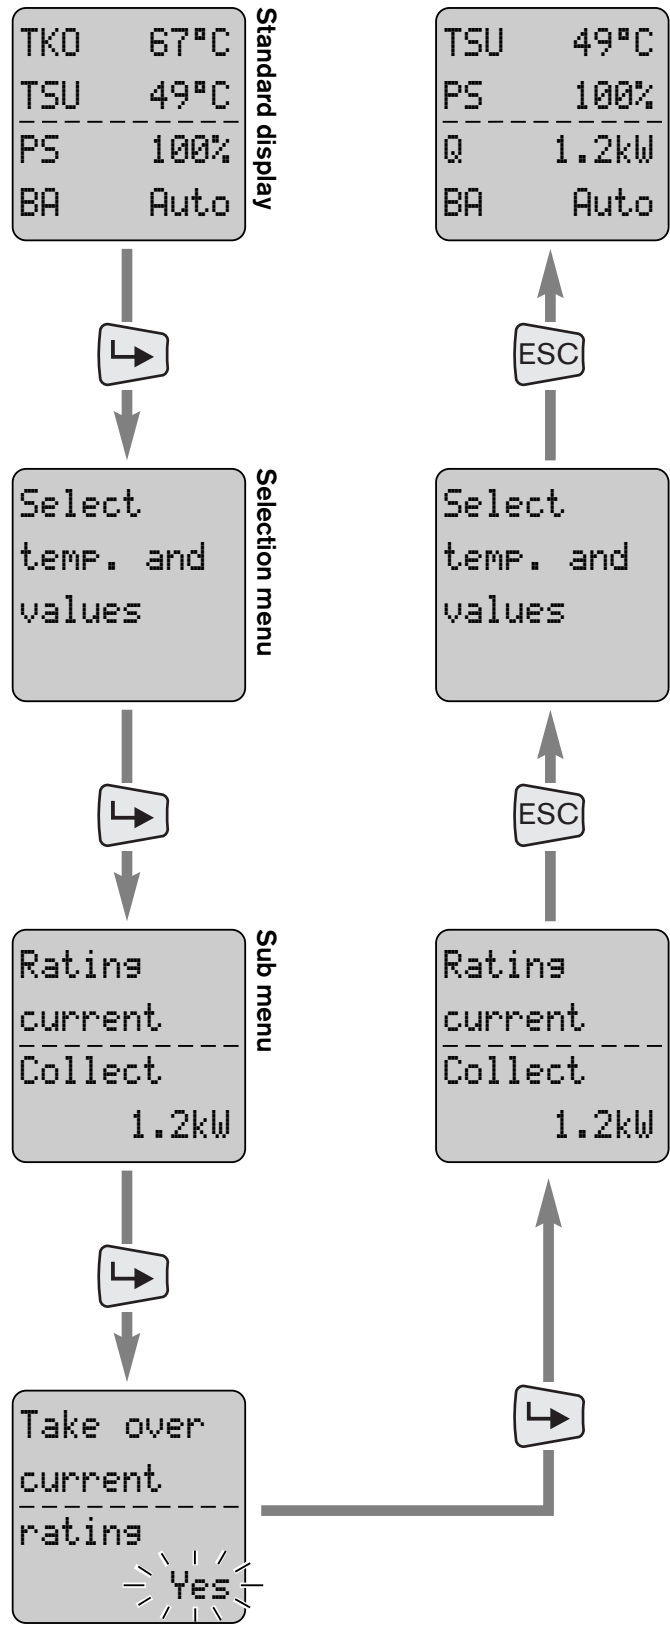 TKO 67°C
TSU 49°C
PS 100%
BA Auto
Standard display
Select
temp. and
values
Selection menu
Rating
current
Collect
1.2kW
Sub menu
Take over
current
rating
Yes
Rating
current
Collect
1.2kW
ESC
Select
temp. and
values
ESC
TSU 49°C
PS 100%
Q 1.2kW
BA Auto